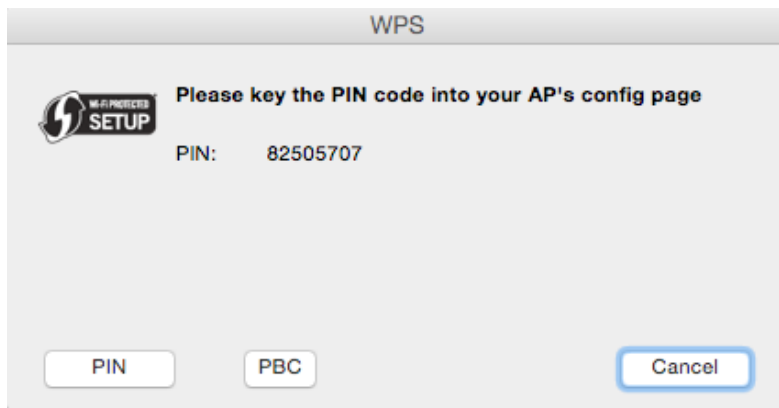 WPS
Please key the PIN code into your AP's config page
WI-FI PROTECTED
SETUP
PIN: 82505707
PIN PBC Cancel